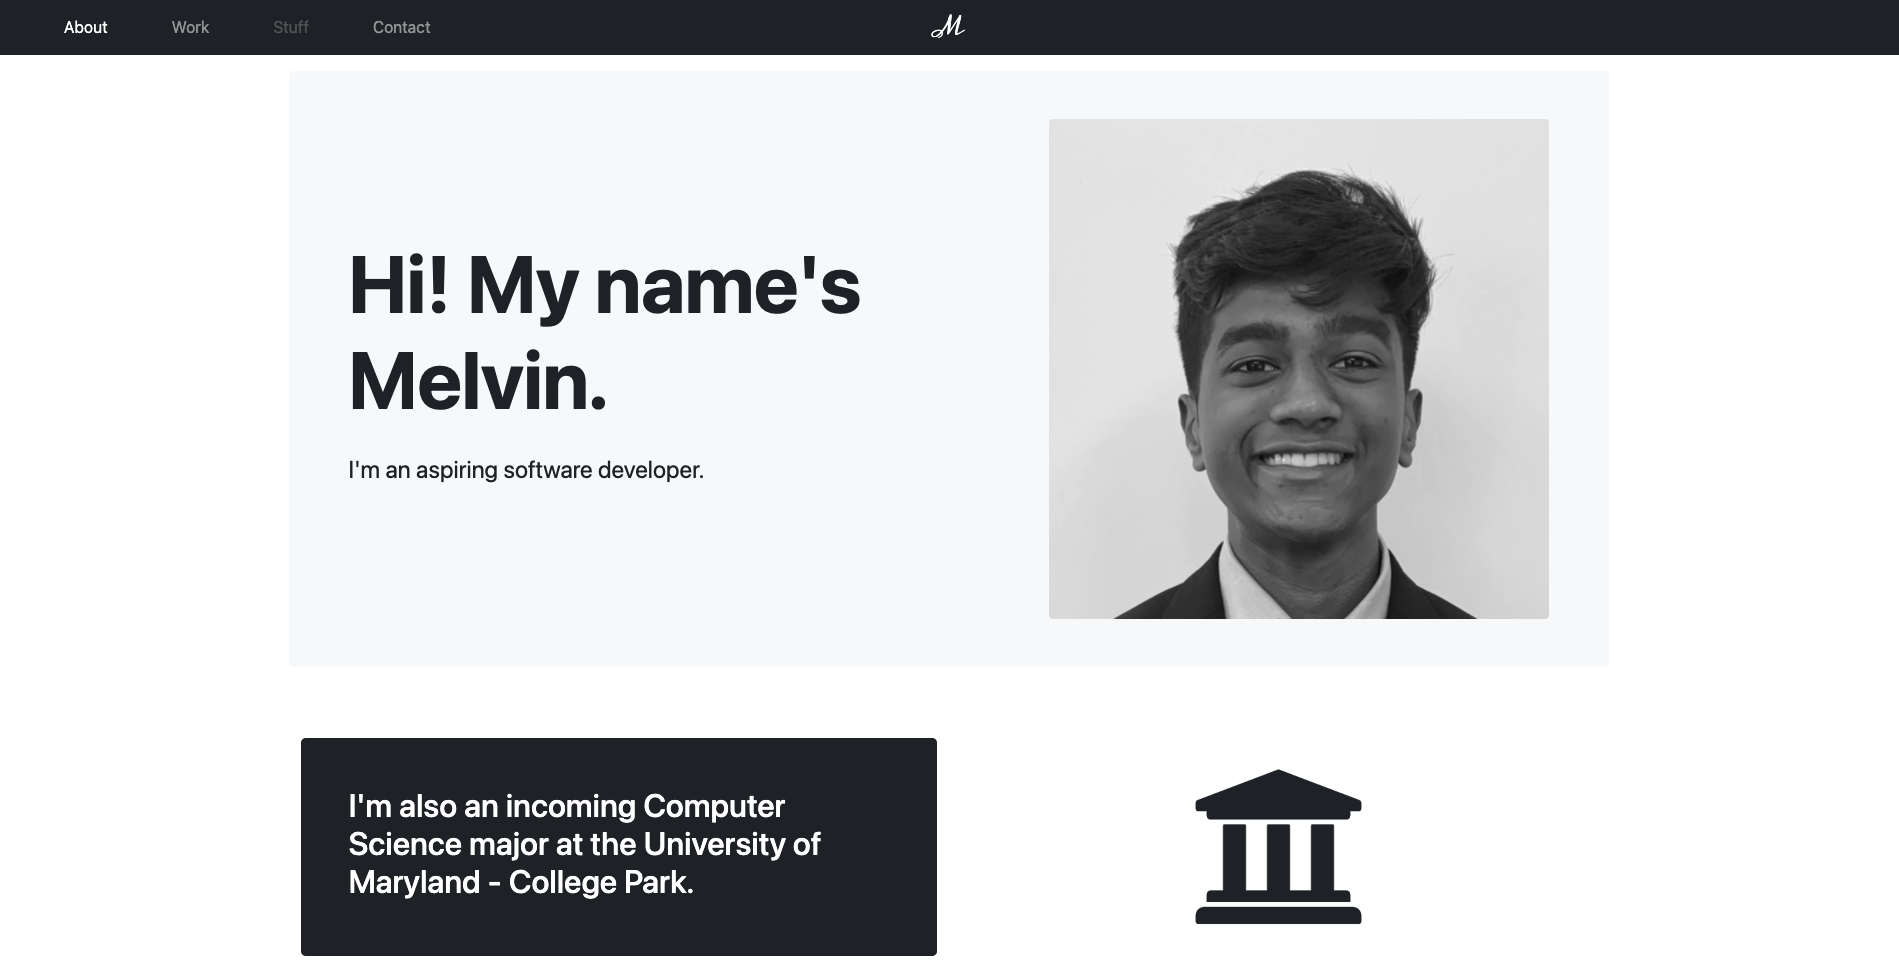 About Work Stuff Contact M
Hi! My name's
Melvin.
I'm an aspiring software developer.
I'm also an incoming Computer
Science major at the University of
Maryland - College Park.